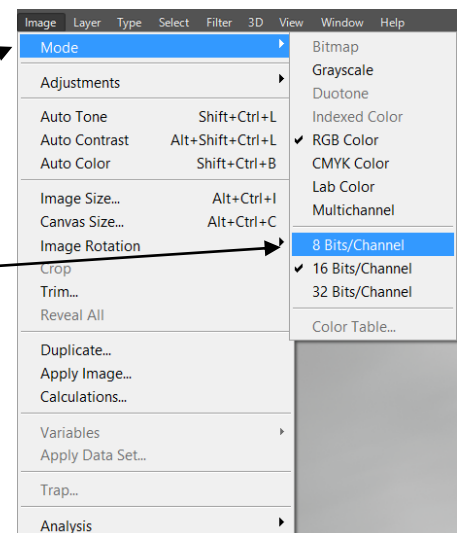 Image Layer Type Select Filter 3D View Window Help
Mode
Adjustments
Auto Tone Shift+Ctrl+L
Auto Contrast Alt+Shift+Ctrl+L
Auto Color Shift+Ctrl+B
Image Size... Alt+Ctrl+I
Canvas Size... Alt+Ctrl+C
Image Rotation
Crop
Trim...
Reveal All
Duplicate...
Apply Image...
Calculations...
Variables
Apply Data Set...
Trap...
Analysis
Bitmap
Grayscale
Duotone
Indexed Color
RGB Color
CMYK Color
Lab Color
Multichannel
8 Bits/Channel
16 Bits/Channel
32 Bits/Channel
Color Table...